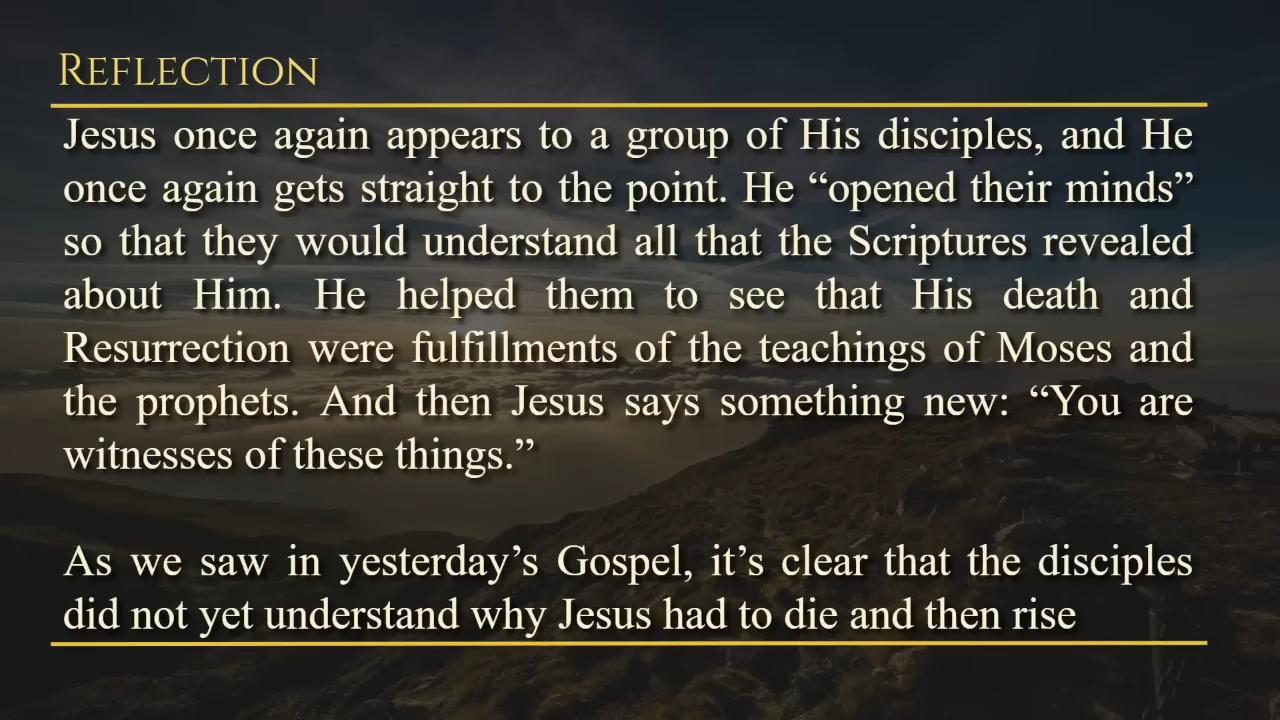 Reflection
Jesus once again appears to a group of His disciples, and He
once again gets straight to the point. He “opened their minds”
so that they would understand all that the Scriptures revealed
about Him. He helped them to see that His death and
Resurrection were fulfillments of the teachings of Moses and
the prophets. And then Jesus says something new: “You are
witnesses of these things.”
As we saw in yesterday’s Gospel, it’s clear that the disciples
did not yet understand why Jesus had to die and then rise